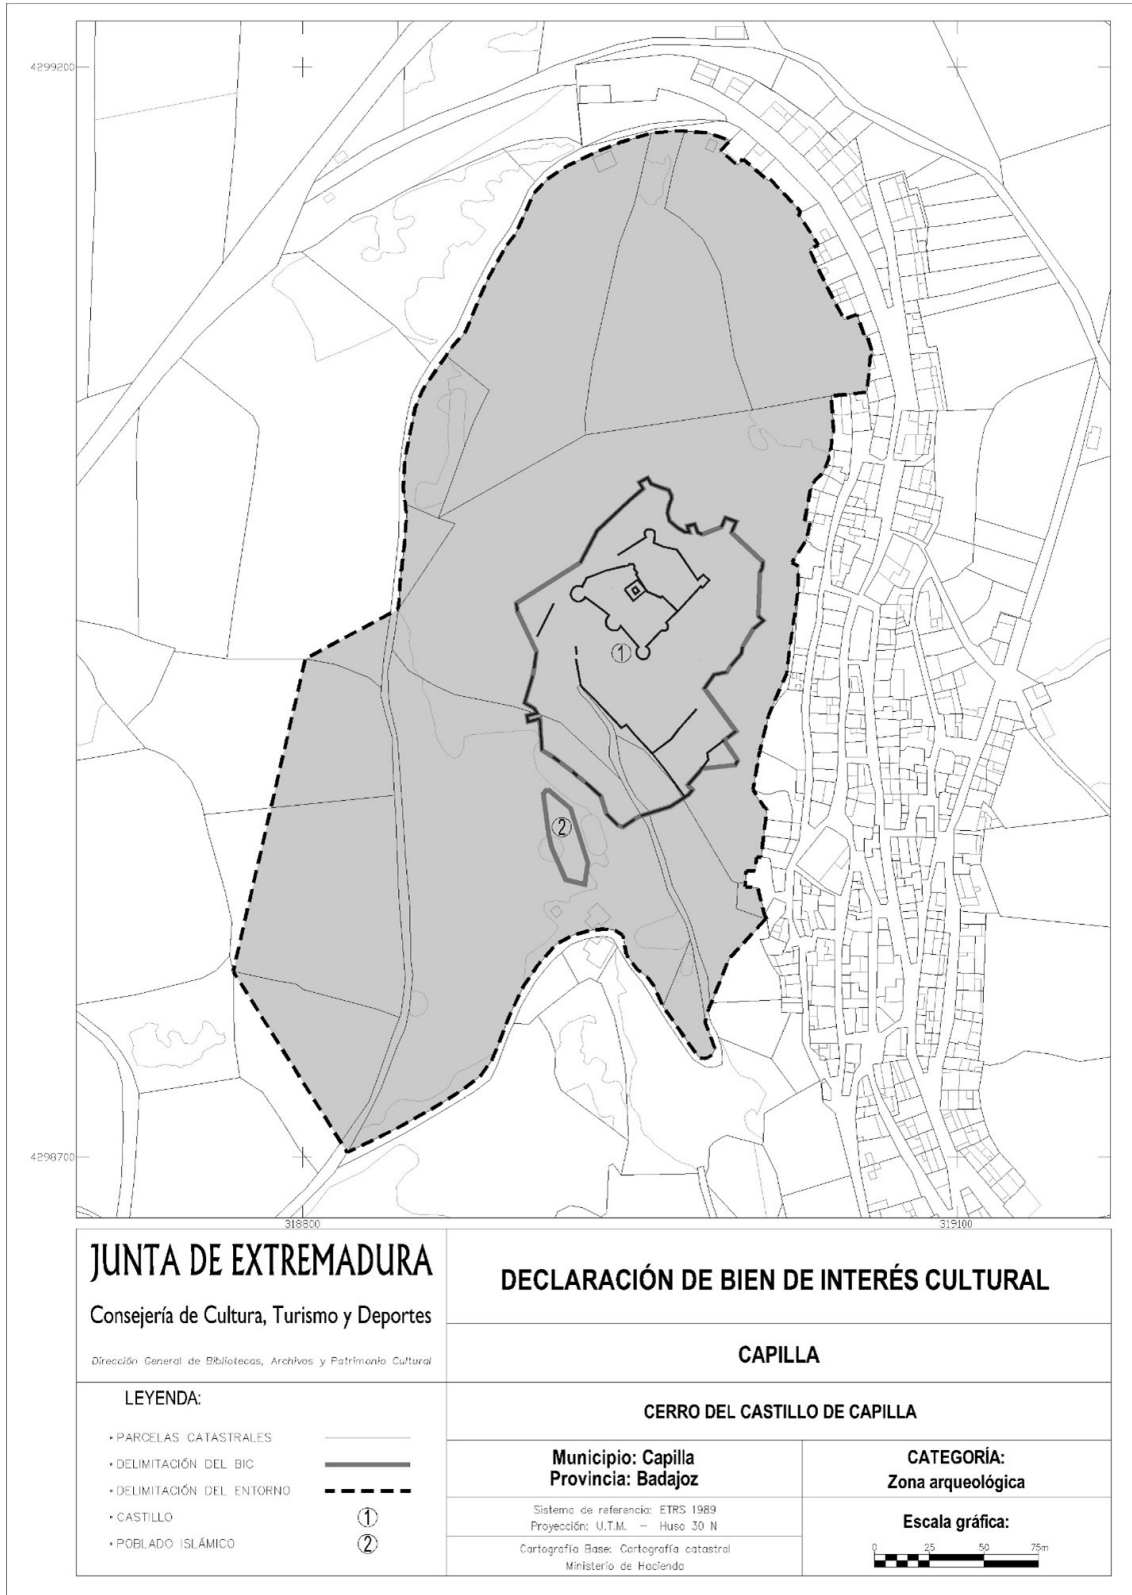 4299200
1
2
4298700
318800
319100
JUNTA DE EXTREMADURA
Consejería de Cultura, Turismo y Deportes
Dirección General de Bibliotecas, Archivos y Patrimonio Cultural
DECLARACIÓN DE BIEN DE INTERÉS CULTURAL
CAPILLA
CERRO DEL CASTILLO DE CAPILLA
LEYENDA:
• PARCELAS CATASTRALES
• DELIMITACIÓN DEL BIC
• DELIMITACIÓN DEL ENTORNO
• CASTILLO 1
• POBLADO ISLÁMICO 2
Municipio: Capilla
Provincia: Badajoz
Sistema de referencia: ETRS 1989
Proyección: U.T.M. – Huso 30 N
Cartografía Base: Cartografía catastral
Ministerio de Hacienda
CATEGORÍA:
Zona arqueológica
Escala gráfica:
0 25 50 75m